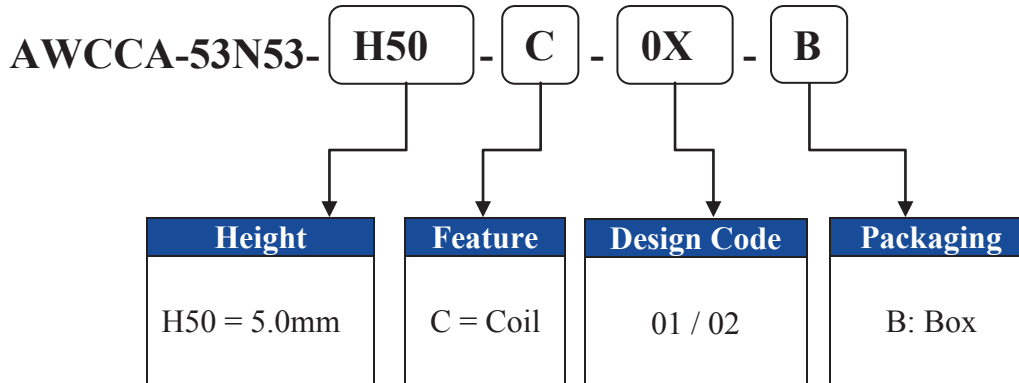 AWCCA-53N53- H50 - C - 0X - B
Height Feature Design Code Packaging
H50 = 5.0mm C = Coil 01 / 02 B: Box